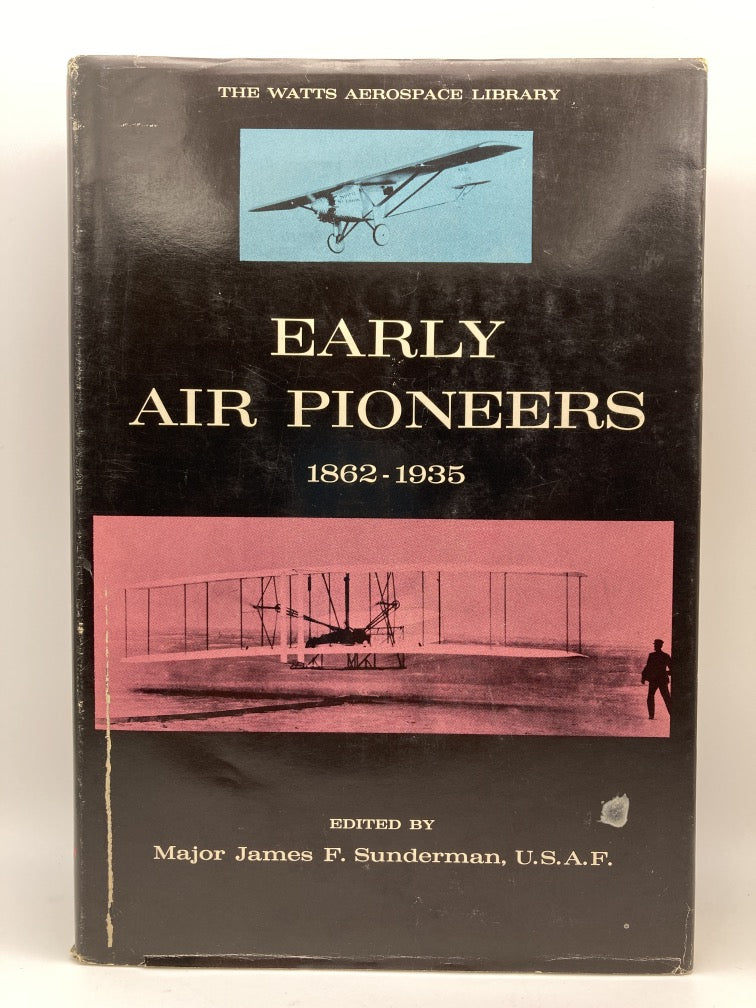 THE WATTS AEROSPACE LIBRARY
EARLY
AIR PIONEERS
1862-1935
EDITED BY
Major James F. Sunderman, U.S.A.F.